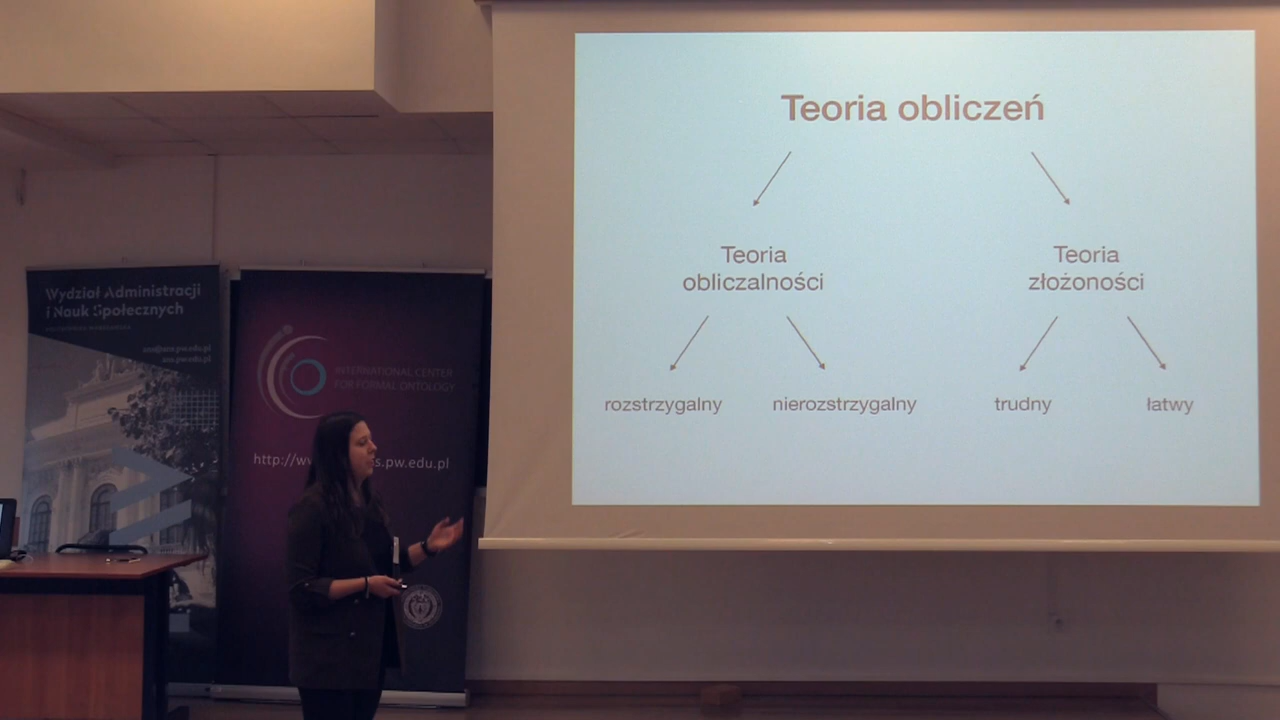 Teoria obliczeń
Teoria
obliczalności
Teoria
złożoności
rozstrzygalny
nierozstrzygalny
trudny
łatwy
Wydział Administracji
i Nauk Społecznych
INTERNATIONAL CENTER
FOR FORMAL ONTOLOGY